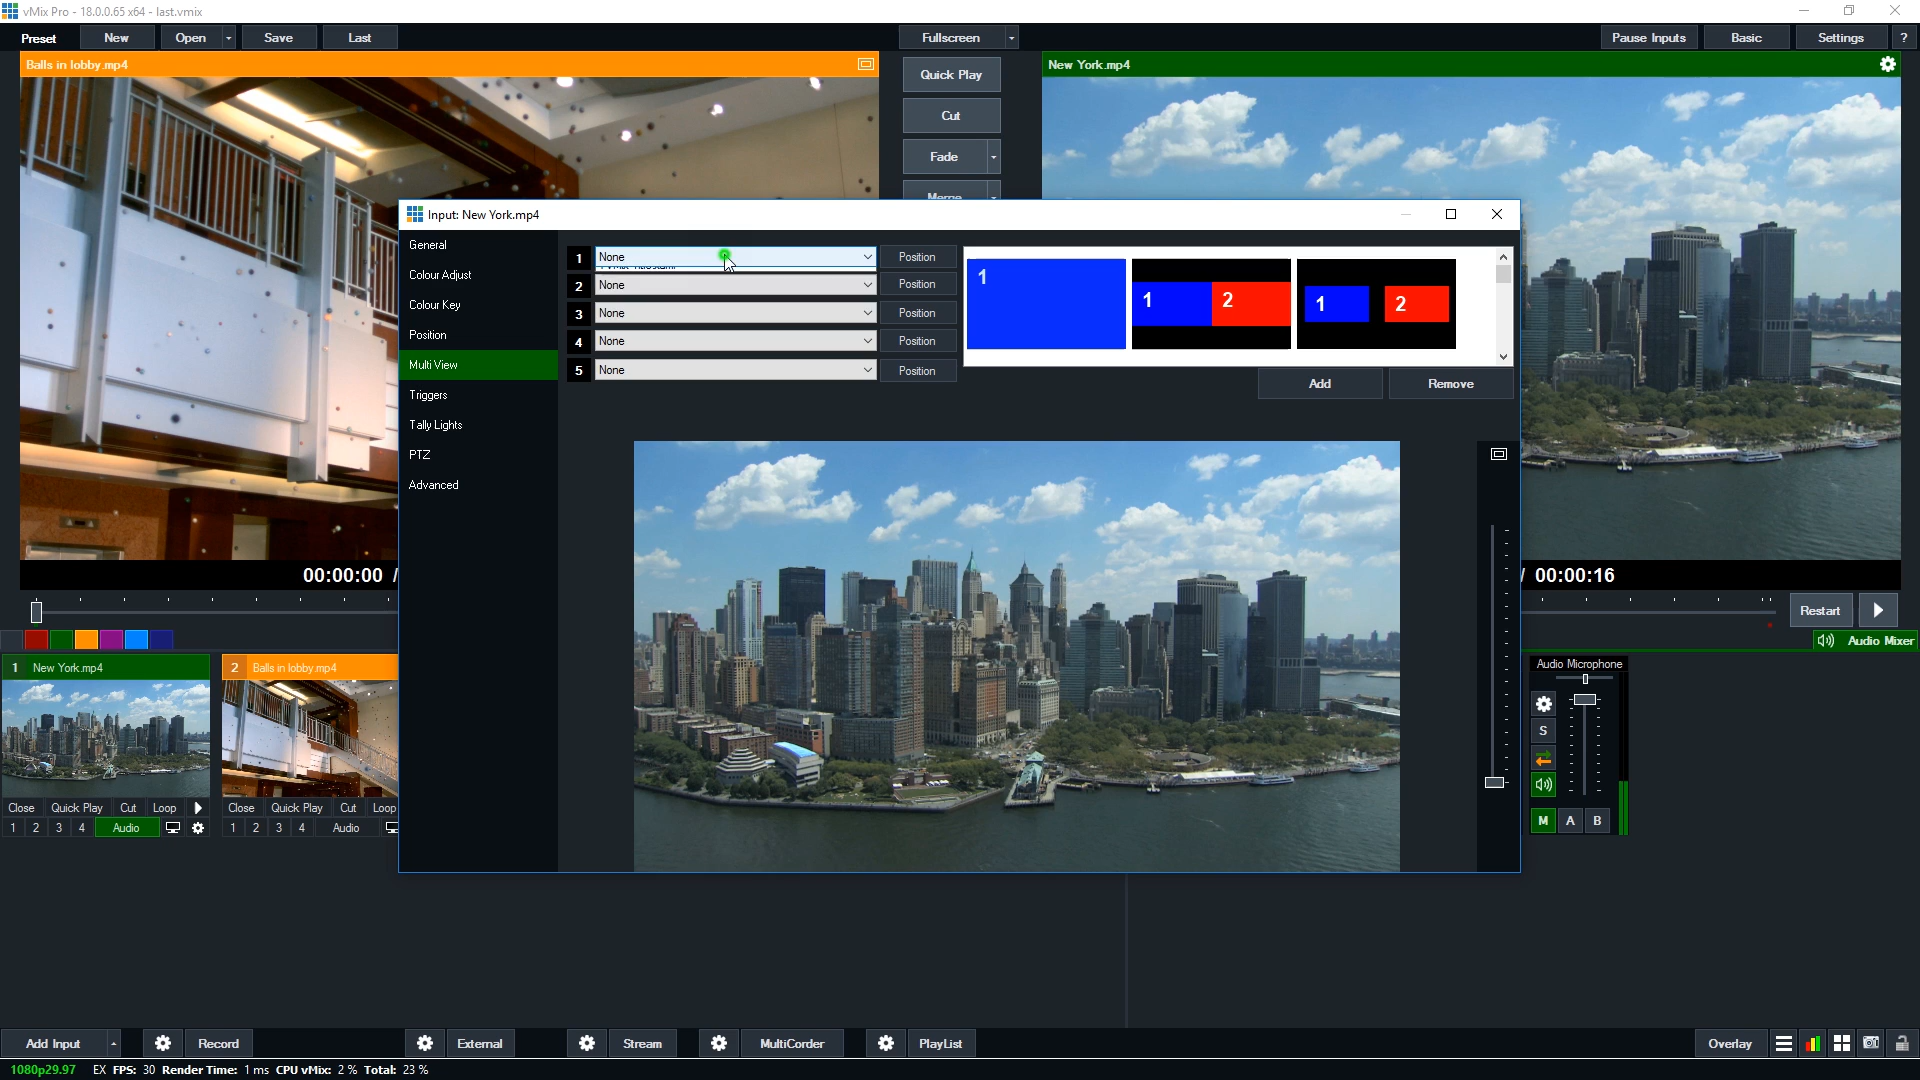 vMix Pro - 18.0.0.65 x64 - last.vmix
Preset New Open Save Last Fullscreen Pause Inputs Basic Settings ?
Balls in lobby.mp4
New York.mp4
Quick Play
Cut
Fade
Merge
Input: New York.mp4
General
Colour Adjust
Colour Key
Position
Multi View
Triggers
Tally Lights
PTZ
Advanced
1 None Position
2 None Position
3 None Position
4 None Position
5 None Position
1
1 2
1 2
Add Remove
00:00:00 /
/ 00:00:16
Restart
Audio Mixer
1 New York.mp4
2 Balls in lobby.mp4
Close Quick Play Cut Loop
1 2 3 4 Audio
Close Quick Play Cut Loop
1 2 3 4 Audio
Audio Microphone
S
M A B
Add Input Record External Stream MultiCorder PlayList Overlay
1080p29.97 EX FPS: 30 Render Time: 1 ms CPU vMix: 2 % Total: 23 %